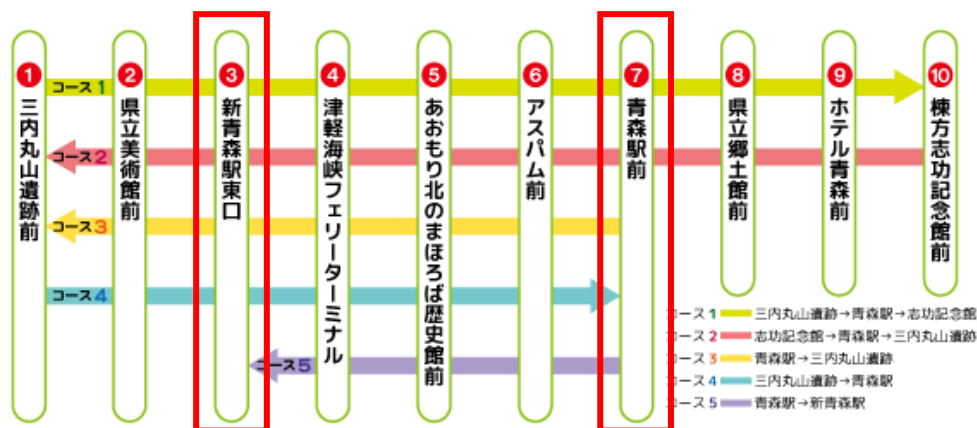 1 三内丸山遺跡前
2 県立美術館前
3 新青森駅東口
4 津軽海峡フェリーターミナル
5 あおもり北のまほろば歴史館前
6 アスパム前
7 青森駅前
8 県立郷土館前
9 ホテル青森前
10 棟方志功記念館前
コース1
コース2
コース3
コース4
コース5
コース1 三内丸山遺跡→青森駅→志功記念館
コース2 志功記念館→青森駅→三内丸山遺跡
コース3 青森駅→三内丸山遺跡
コース4 三内丸山遺跡→青森駅
コース5 青森駅→新青森駅